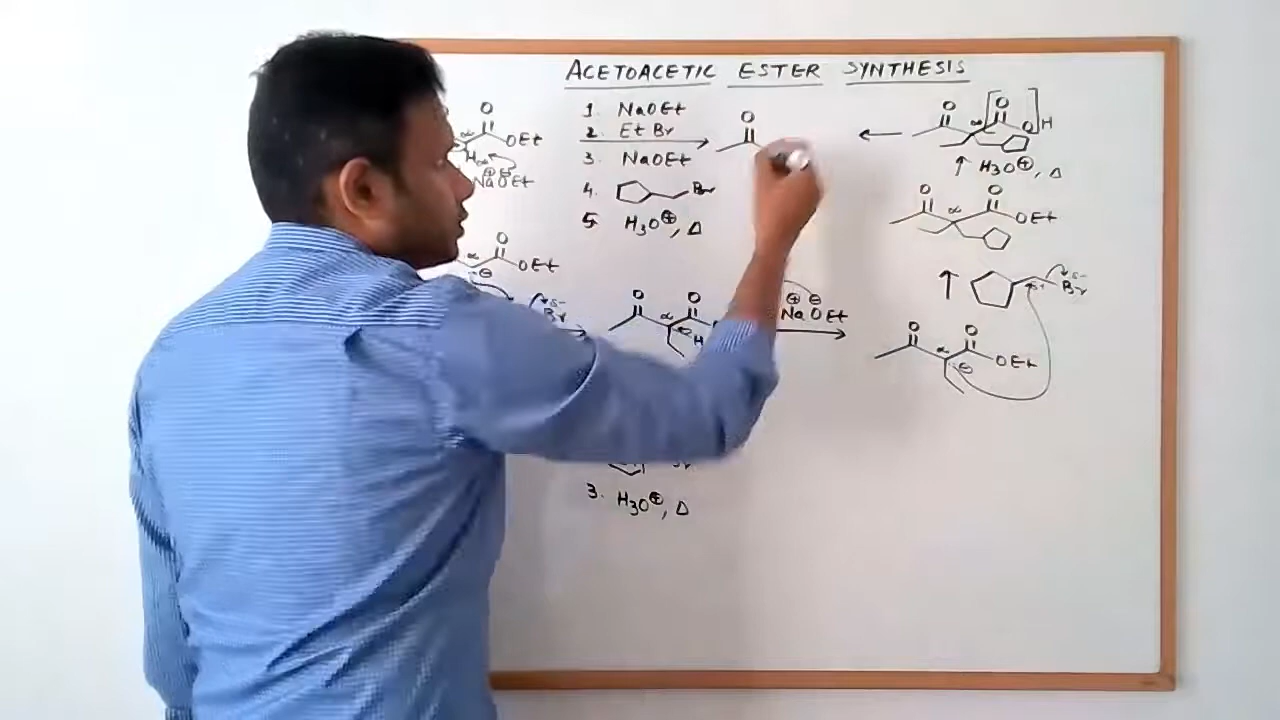 ACETOACETIC ESTER SYNTHESIS
O
OEt
H
NaOEt
⊕ ⊖
1. NaOEt
2. EtBr
3. NaOEt
4. Br
5. H3O⊕, Δ
O
O α O H
↑ H3O⊕, Δ
O O
α OEt
O
α ⊖ OEt
δ-
Br
O O
α
H
⊕ ⊖
NaOEt
↑ δ+ δ-
Br
O O
α ⊖ OEt
3. H3O⊕, Δ